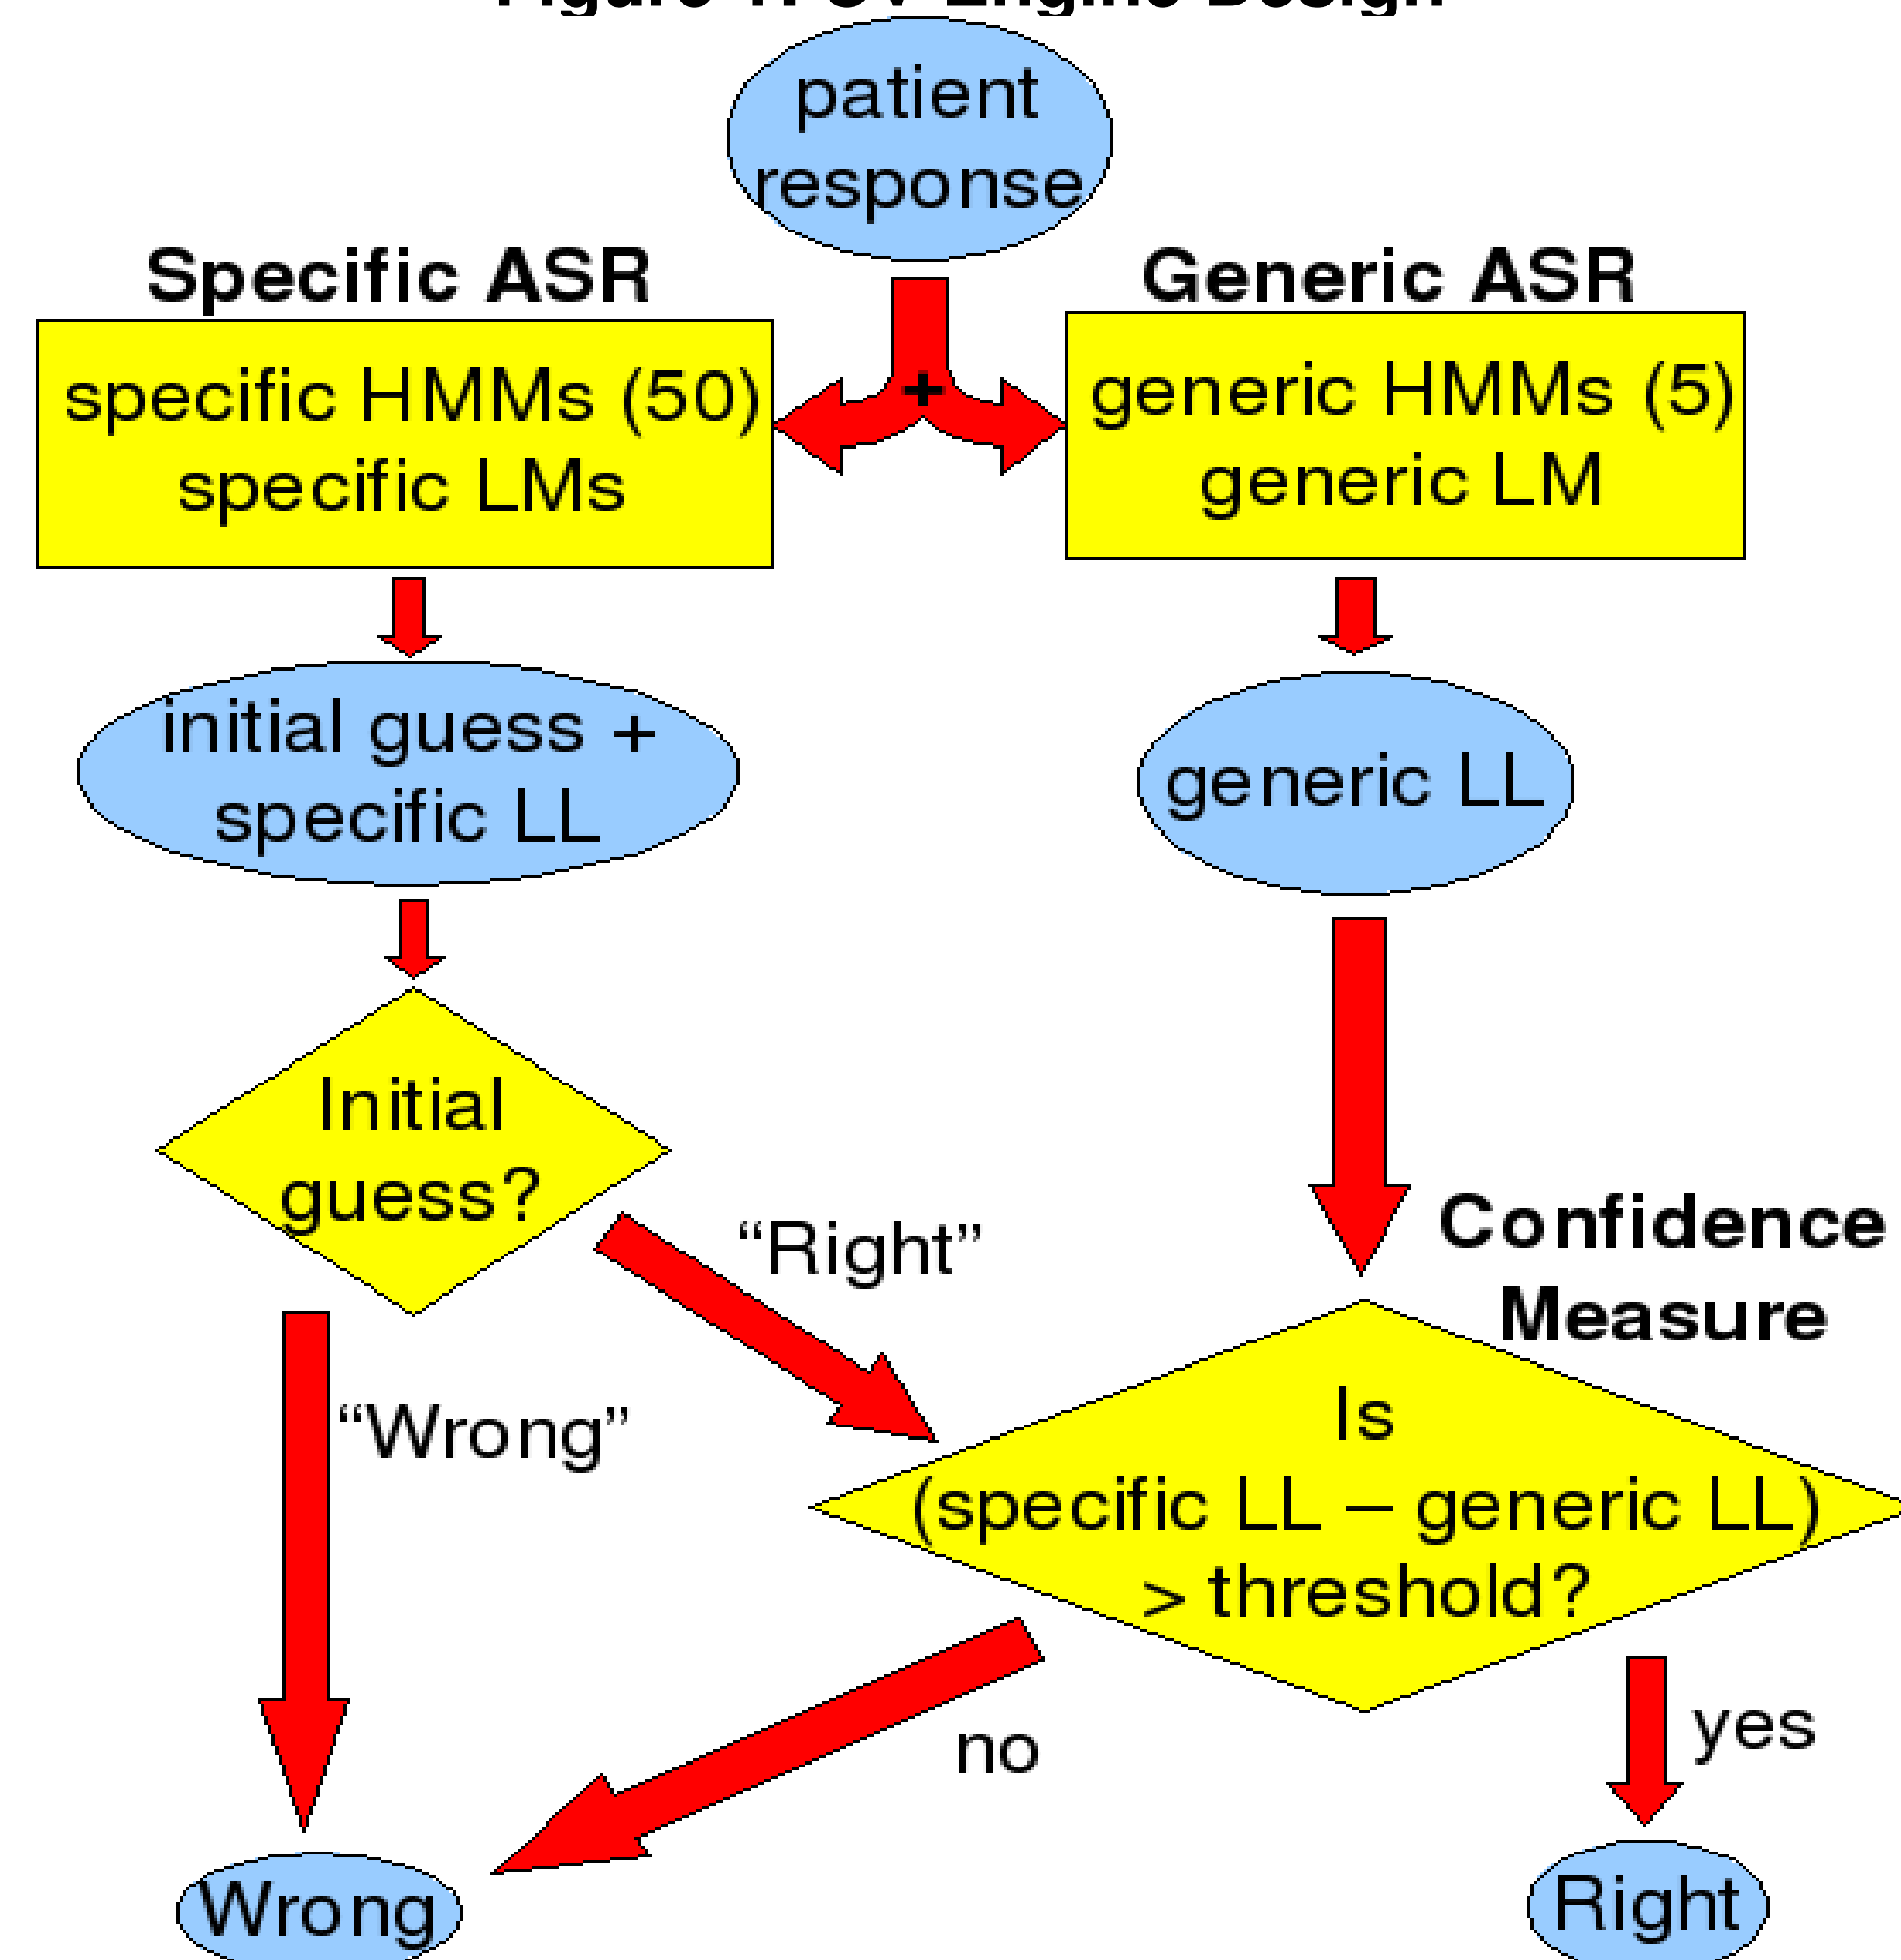 patient
response
Specific ASR
Generic ASR
specific HMMs (50)
specific LMs
+
generic HMMs (5)
generic LM
initial guess +
specific LL
generic LL
Initial
guess?
“Right”
Confidence
Measure
“Wrong”
Is
(specific LL – generic LL)
> threshold?
no
yes
Wrong
Right